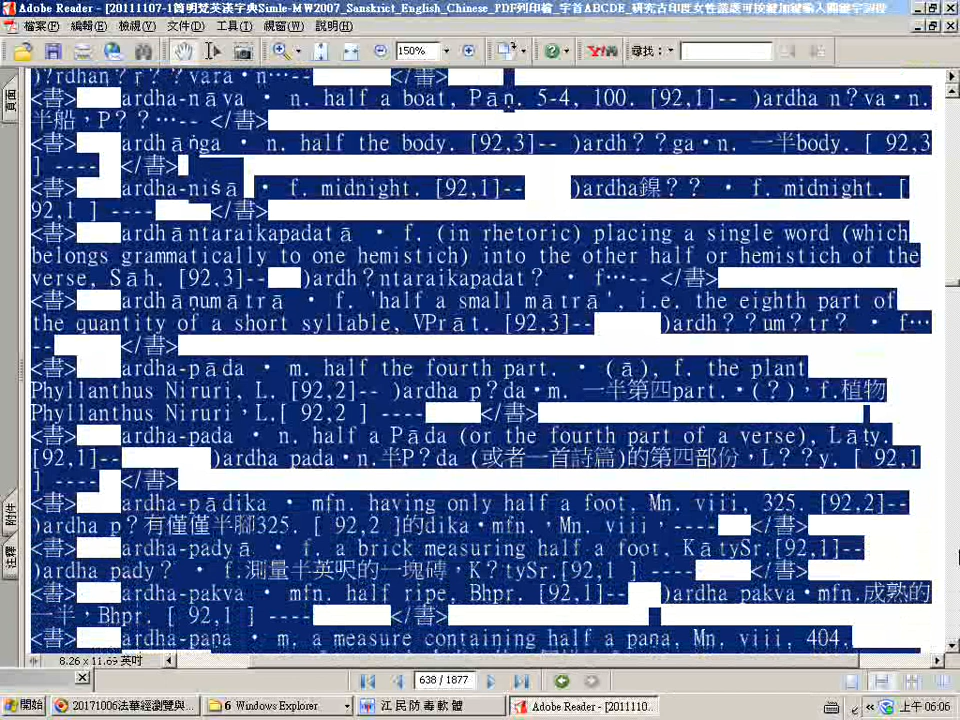 Adobe Reader - [20111107-1簡明梵英漢字典Simle-MW2007_Sanskrict_English_Chinese_PDF列印檔_字首ABCDE_研究古印度女性議題可按鍵
檔案(F) 編輯(E) 檢視(V) 文件(D) 工具(T) 視窗(W) 說明(H)
150% 尋找：
頁面
)?rdhan？r？？vara・n…-- </書>
<書> ardha-nāva ・ n. half a boat, Pāṇ. 5-4, 100. [92,1]-- )ardha n？va・n.
半船，P？？…-- </書>
<書> ardhāṅga ・ n. half the body. [92,3]-- )ardh？？ga・n. 一半body. [ 92,3
] ---- </書>
<書> ardha-niśā ・ f. midnight. [92,1]-- )ardha鎳？？ ・ f. midnight. [
92,1 ] ---- </書>
<書> ardhāntaraikapadatā ・ f. (in rhetoric) placing a single word (which
belongs grammatically to one hemistich) into the other half or hemistich of the
verse, Sāh. [92,3]-- )ardh？ntaraikapadat？ ・ f…-- </書>
<書> ardhāṇumātrā ・ f. 'half a small mātrā', i.e. the eighth part of
the quantity of a short syllable, VPrāt. [92,3]-- )ardh？？um？tr？ ・ f…
-- </書>
<書> ardha-pāda ・ m. half the fourth part. ・(ā), f. the plant
Phyllanthus Niruri, L. [92,2]-- )ardha p？da・m. 一半第四part.・(？)，f.植物
Phyllanthus Niruri，L.[ 92,2 ] ---- </書>
<書> ardha-pada ・ n. half a Pāda (or the fourth part of a verse), Lāṭy.
[92,1]-- )ardha pada・n.半P？da (或者一首詩篇)的第四部份，L？？y. [ 92,1
] ---- </書>
<書> ardha-pādika ・ mfn. having only half a foot, Mn. viii, 325. [92,2]--
)ardha p？有僅僅半腳325. [ 92,2 ]的dika・mfn.，Mn. viii，---- </書>
<書> ardha-padyā ・ f. a brick measuring half a foot, KātySr.[92,1]--
)ardha pady？ ・ f.測量半英呎的一塊磚，K？tySr.[92,1 ] ---- </書>
<書> ardha-pakva ・ mfn. half ripe, Bhpr. [92,1]-- )ardha pakva・mfn.成熟的
一半，Bhpr. [ 92,1 ] ---- </書>
<書> ardha-paṇa ・ m. a measure containing half a paṇa, Mn. viii, 404.
附件
註釋
8.26 x 11.69 英吋
638 / 1877
開始 20171006法華經瀏覽與... 6 Windows Explorer 江民防毒軟體 Adobe Reader - [2011110... 上午 06:06